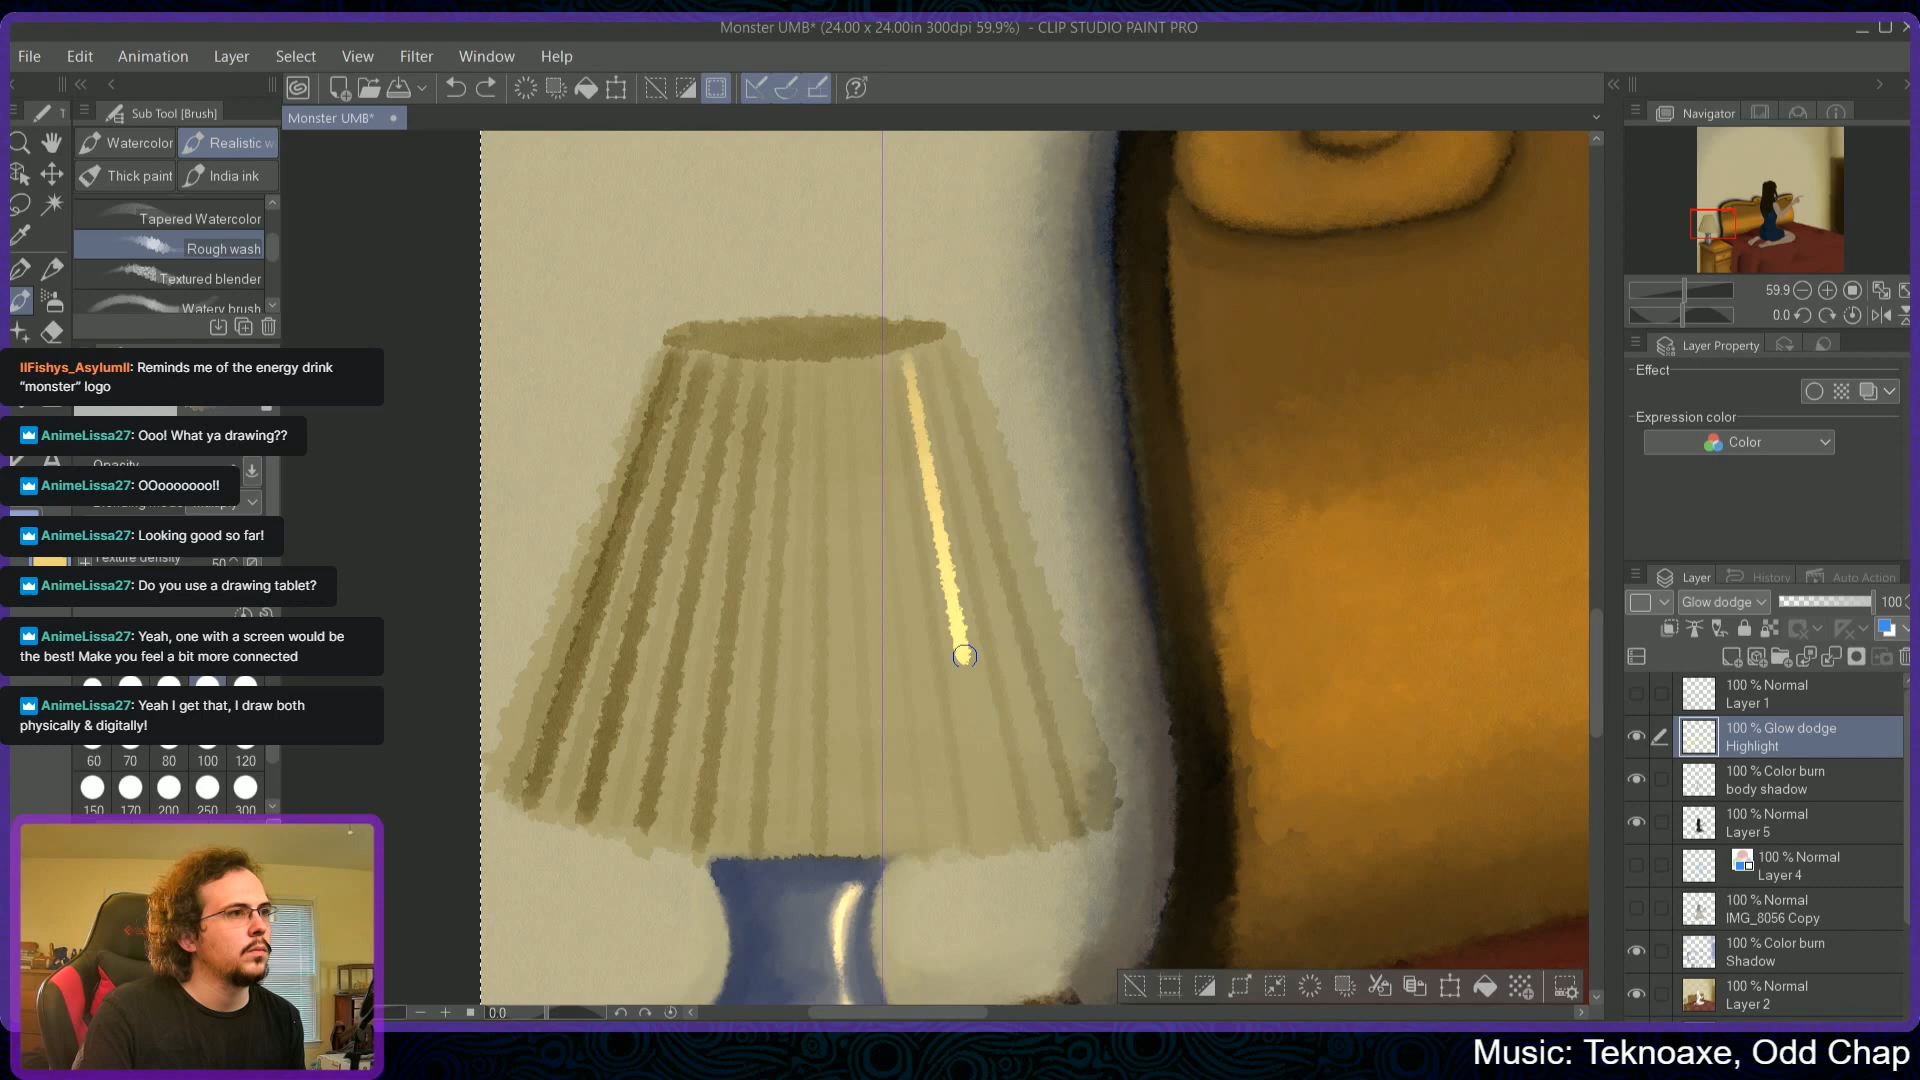 Monster UMB* (24.00 x 24.00in 300dpi 59.9%) - CLIP STUDIO PAINT PRO
File Edit Animation Layer Select View Filter Window Help
Sub Tool [Brush]
Monster UMB*
Navigator
Watercolor
Realistic w
Thick paint
India ink
Tapered Watercolor
Rough wash
Textured blender
Watery brush
59.9
0.0
Layer Property
Effect
Expression color
Color
IIFishys_AsylumII: Reminds me of the energy drink
“monster” logo
AnimeLissa27: Ooo! What ya drawing??
Opacity
AnimeLissa27: OOooooooo!!
AnimeLissa27: Looking good so far!
Texture density 50
AnimeLissa27: Do you use a drawing tablet?
AnimeLissa27: Yeah, one with a screen would be
the best! Make you feel a bit more connected
AnimeLissa27: Yeah I get that, I draw both
physically & digitally!
60 70 80 100 120
150 170 200 250 300
Layer History Auto Action
Glow dodge 100
100 % Normal
Layer 1
100 % Glow dodge
Highlight
100 % Color burn
body shadow
100 % Normal
Layer 5
100 % Normal
Layer 4
100 % Normal
IMG_8056 Copy
100 % Color burn
Shadow
100 % Normal
Layer 2
0.0
Music: Teknoaxe, Odd Chap